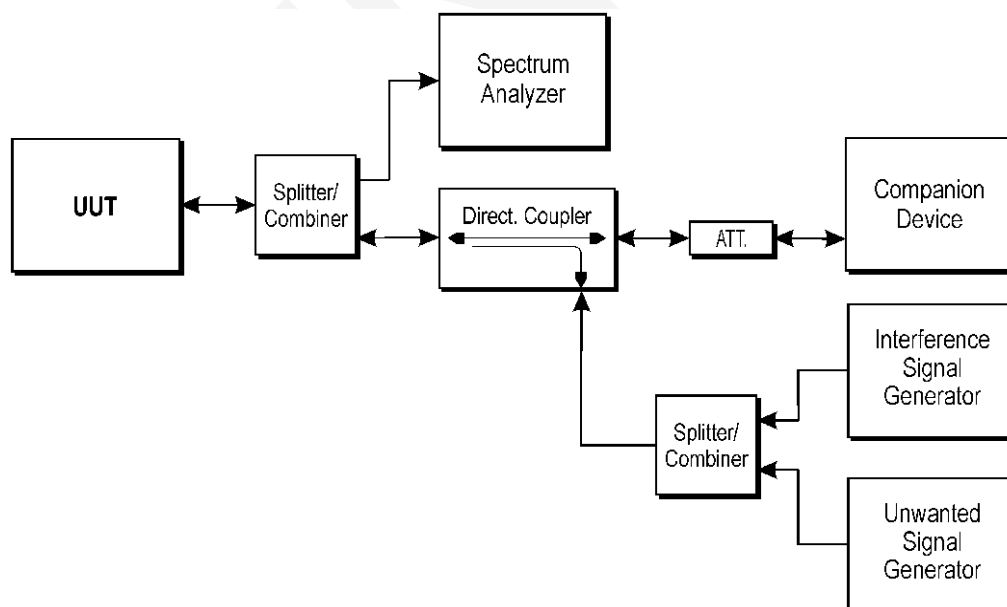 Spectrum
Analyzer
UUT
Splitter/
Combiner
Direct. Coupler
ATT.
Companion
Device
Interference
Signal
Generator
Splitter/
Combiner
Unwanted
Signal
Generator